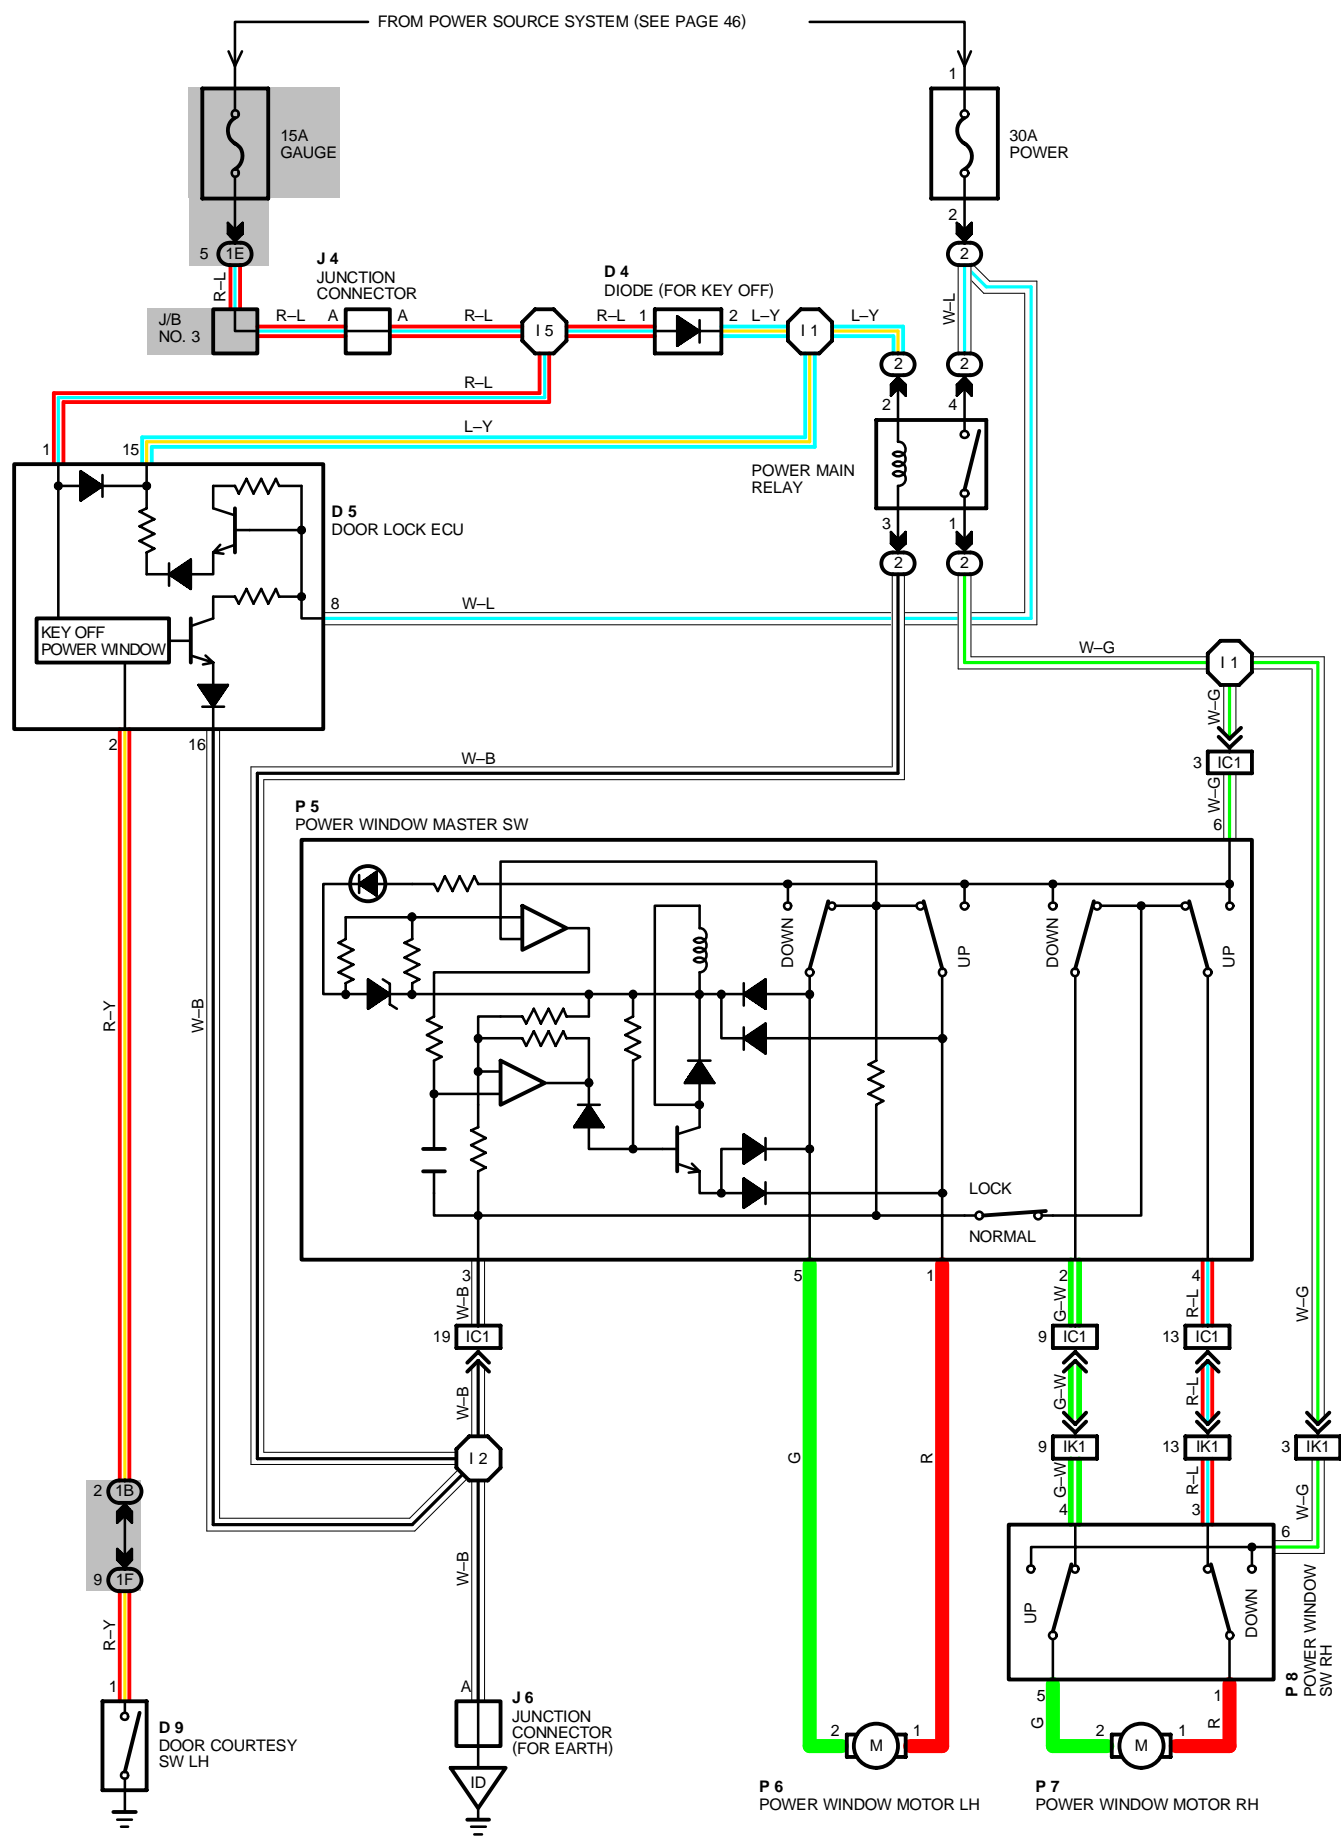 FROM POWER SOURCE SYSTEM (SEE PAGE 46)
1
15A
GAUGE
30A
POWER
2
5 1E
2
R–L
J 4
JUNCTION
CONNECTOR
D 4
DIODE (FOR KEY OFF)
J/B
NO. 3
R–L A A R–L I 5 R–L 1 2 L–Y I 1 L–Y
W–L
2 2
R–L
2 4
L–Y
1 15
POWER MAIN
RELAY
D 5
DOOR LOCK ECU
3 1
2 2
8 W–L
KEY OFF
POWER WINDOW
W–G I 1
W–G
2 16
W–B
3 IC1
W–G
P 5
POWER WINDOW MASTER SW
6
DOWN
UP
DOWN
UP
R–Y
W–B
LOCK
NORMAL
3 5 1 2 4
W–B
G–W
R–L
W–G
19 IC1
9 IC1
13 IC1
W–B
G–W
R–L
I 2
G
R
9 IK1
13 IK1
3 IK1
G–W
R–L
W–G
2 1B
4 3 6
9 1F
W–B
R–Y
UP
DOWN
P 8
POWER WINDOW
SW RH
1
A
J 6
JUNCTION
CONNECTOR
(FOR EARTH)
5 1
G
R
D 9
DOOR COURTESY
SW LH
2 M 1
2 M 1
ID
P 6
POWER WINDOW MOTOR LH
P 7
POWER WINDOW MOTOR RH